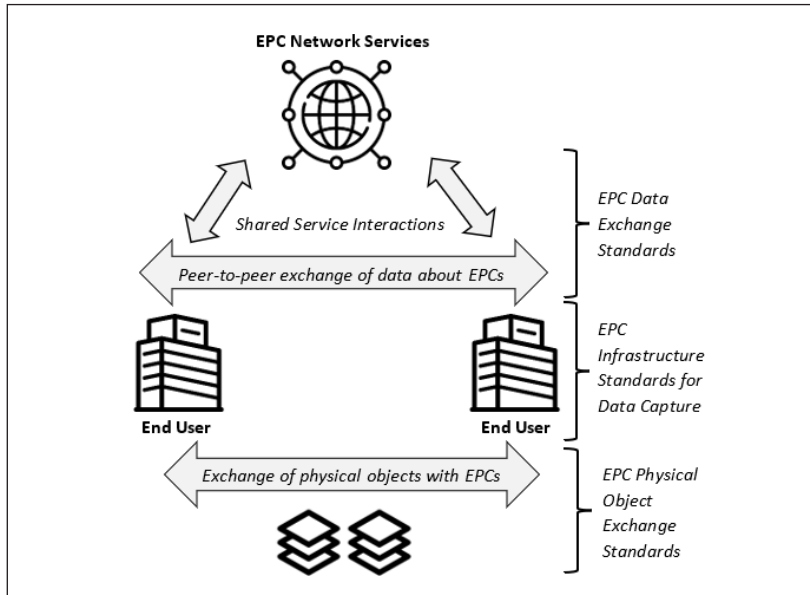 EPC Network Services
Shared Service Interactions
Peer-to-peer exchange of data about EPCs
EPC Data
Exchange
Standards
EPC
Infrastructure
Standards for
Data Capture
End User
End User
Exchange of physical objects with EPCs
EPC Physical
Object
Exchange
Standards